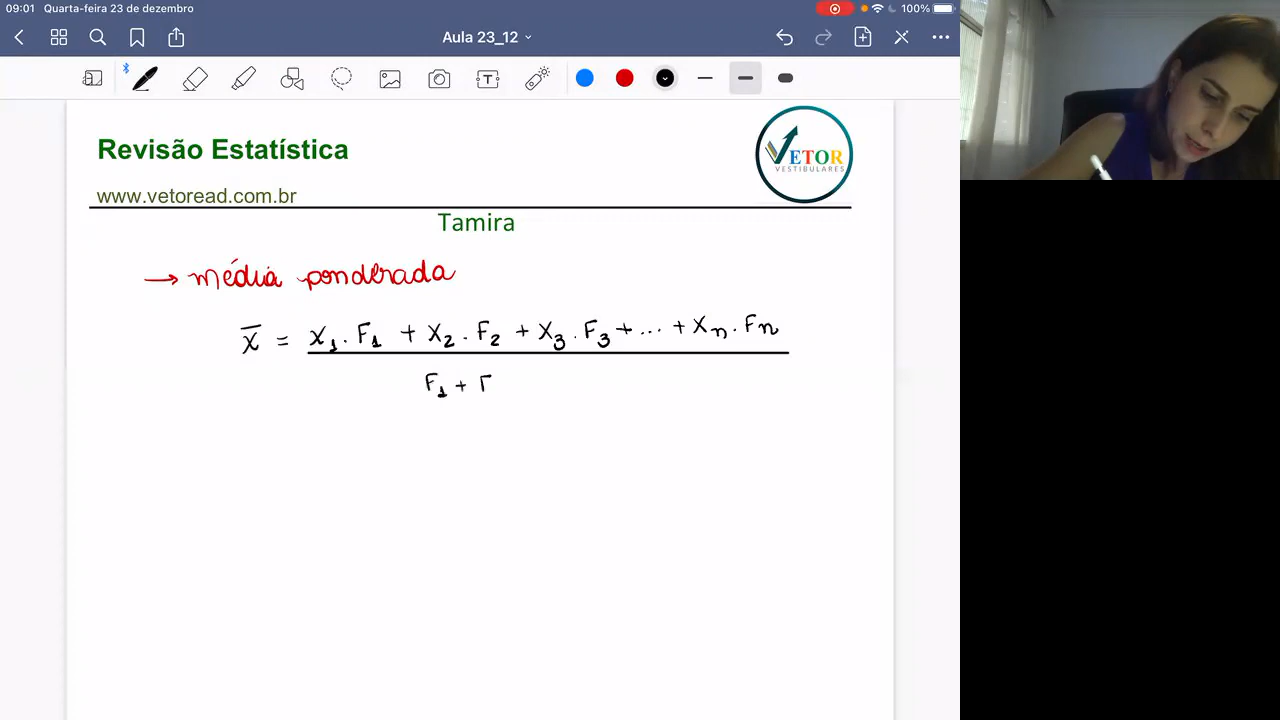 09:01 Quarta-feira 23 de dezembro 100%
Aula 23_12
T
Revisão Estatística
VETOR
VESTIBULARES
www.vetoread.com.br
Tamira
→ média ponderada
x̄ = x₁ . F₁ + x₂ . F₂ + x₃ . F₃ + ... + xₙ . Fₙ
F₁ + Γ